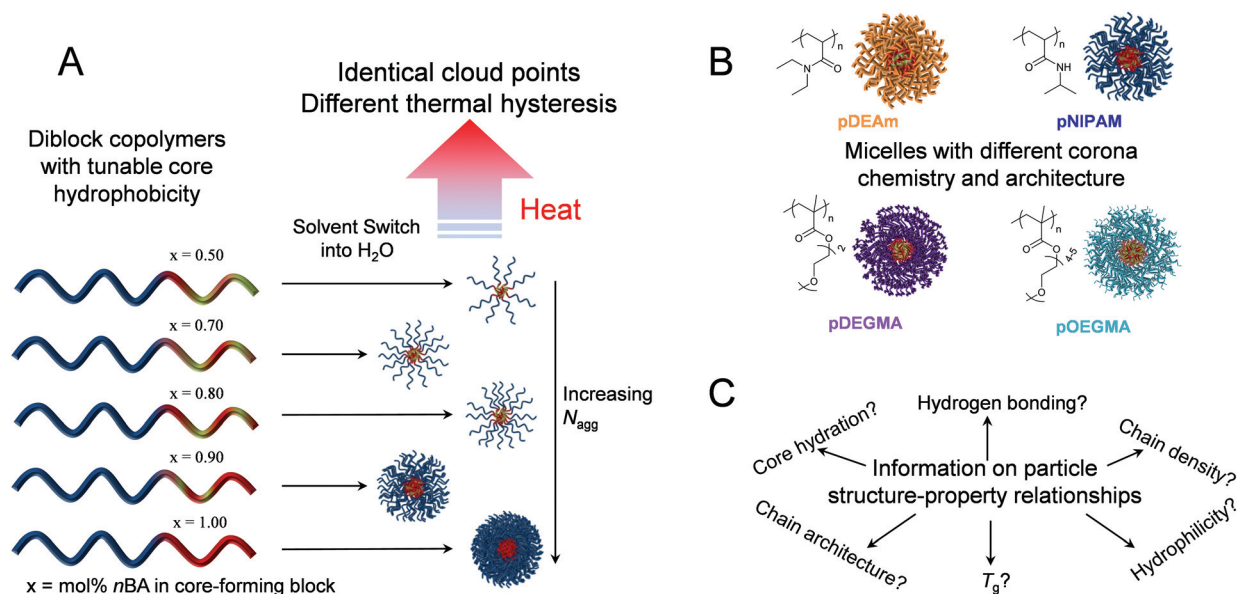 A
Identical cloud points
Different thermal hysteresis
Diblock copolymers
with tunable core
hydrophobicity
Heat
Solvent Switch
into H₂O
x = 0.50
x = 0.70
x = 0.80
x = 0.90
x = 1.00
Increasing
Nagg
x = mol% nBA in core-forming block
B
n
N
O
pDEAm
n
O
NH
pNIPAM
Micelles with different corona
chemistry and architecture
n
O
O
2
O
pDEGMA
n
O
O
4-5
O
pOEGMA
C
Hydrogen bonding?
Core hydration?
Chain density?
Information on particle
structure-property relationships
Chain architecture?
Tg?
Hydrophilicity?